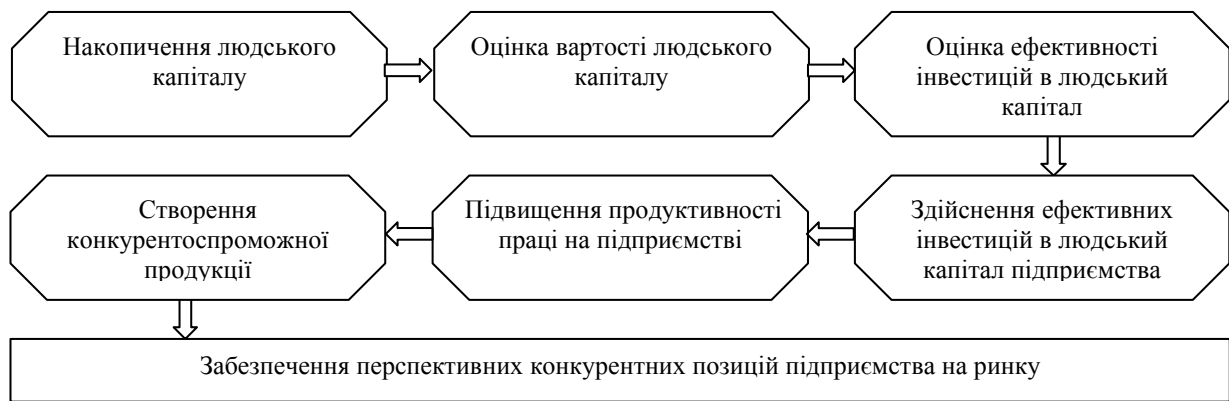 Накопичення людського
капіталу
Оцінка вартості людського
капіталу
Оцінка ефективності
інвестицій в людський
капітал
Здійснення ефективних
інвестицій в людський
капітал підприємства
Підвищення продуктивності
праці на підприємстві
Створення
конкурентоспроможної
продукції
Забезпечення перспективних конкурентних позицій підприємства на ринку